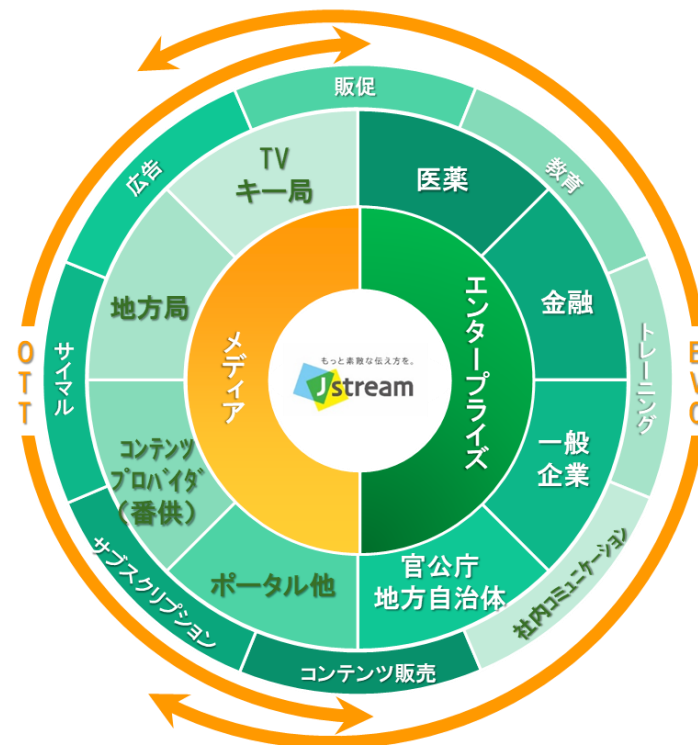 販促
広告
教育
TV
キー局
医薬
地方局
金融
サイマル
トレーニング
OTT
EVC
メディア
エンタープライズ
もっと素敵な伝え方を。
Jstream
コンテンツ
プロバイダ
(番供)
一般
企業
サブスクリプション
社内コミュニケーション
ポータル他
官公庁
地方自治体
コンテンツ販売